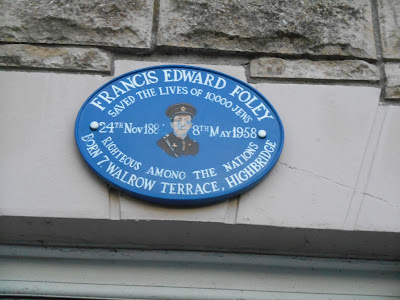 FRANCIS EDWARD FOLEY
SAVED THE LIVES OF 10000 JEWS
24TH NOV 188 8TH MAY 1958
RIGHTEOUS AMONG THE NATIONS
BORN 7, WALROW TERRACE, HIGHBRIDGE